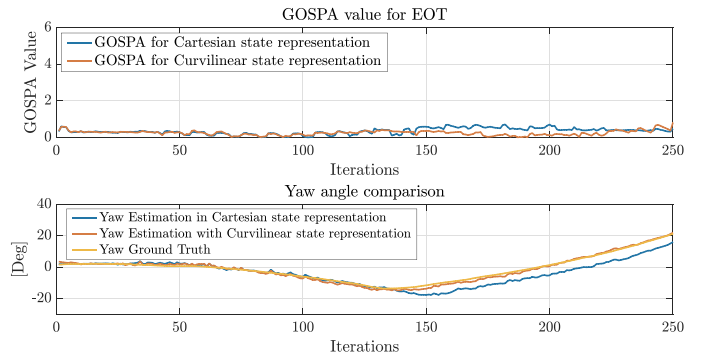 GOSPA value for EOT
6
4
2
0
GOSPA Value
GOSPA for Cartesian state representation
GOSPA for Curvilinear state representation
0 50 100 150 200 250
Iterations
Yaw angle comparison
40
20
0
-20
[Deg]
Yaw Estimation in Cartesian state representation
Yaw Estimation with Curvilinear state representation
Yaw Ground Truth
0 50 100 150 200 250
Iterations